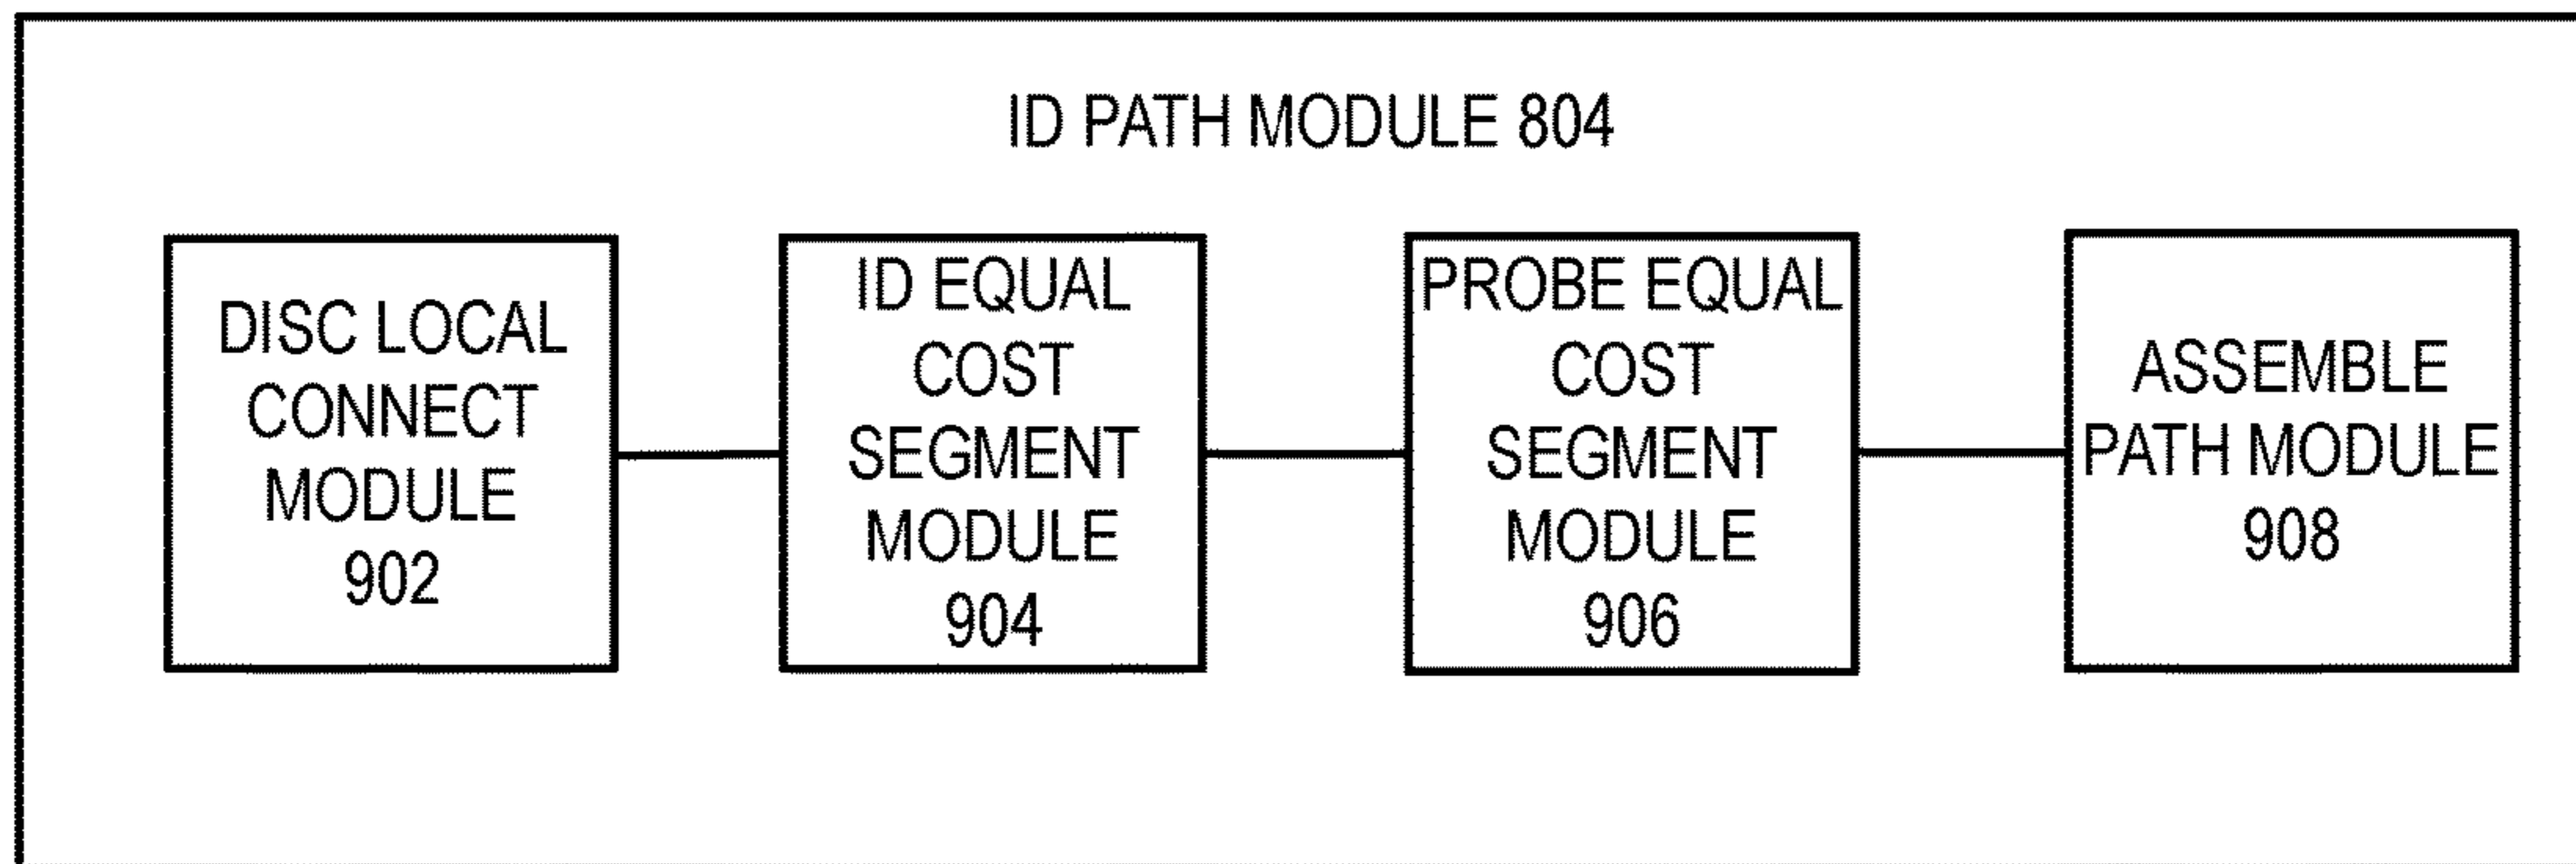 ID PATH MODULE 804
DISC LOCAL
CONNECT
MODULE
902
ID EQUAL
COST
SEGMENT
MODULE
904
PROBE EQUAL
COST
SEGMENT
MODULE
906
ASSEMBLE
PATH MODULE
908